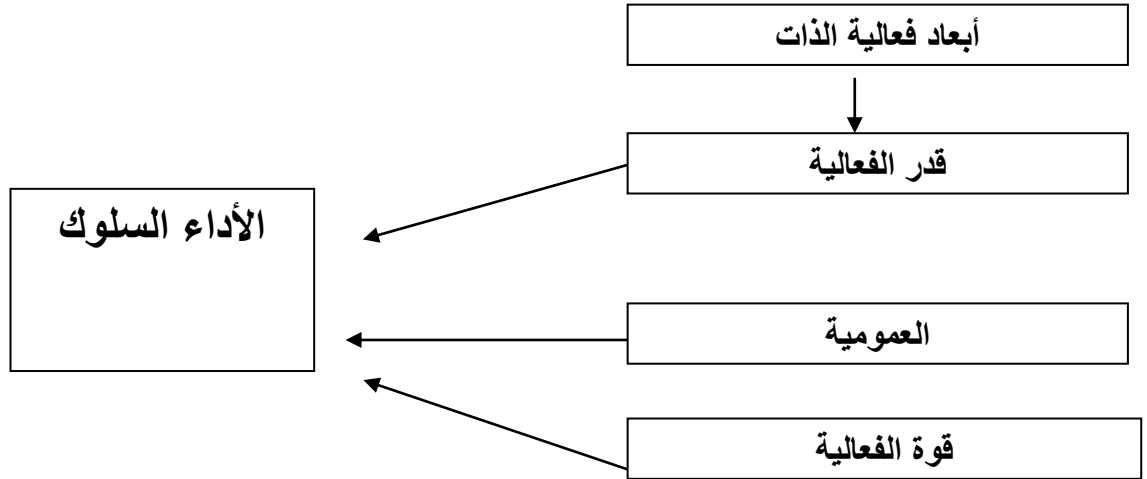 أبعاد فعالية الذات
قدر الفعالية
الأداء السلوك
العمومية
قوة الفعالية